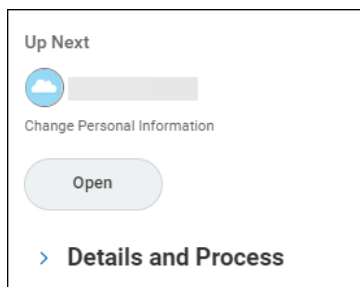 Up Next
Change Personal Information
Open
Details and Process